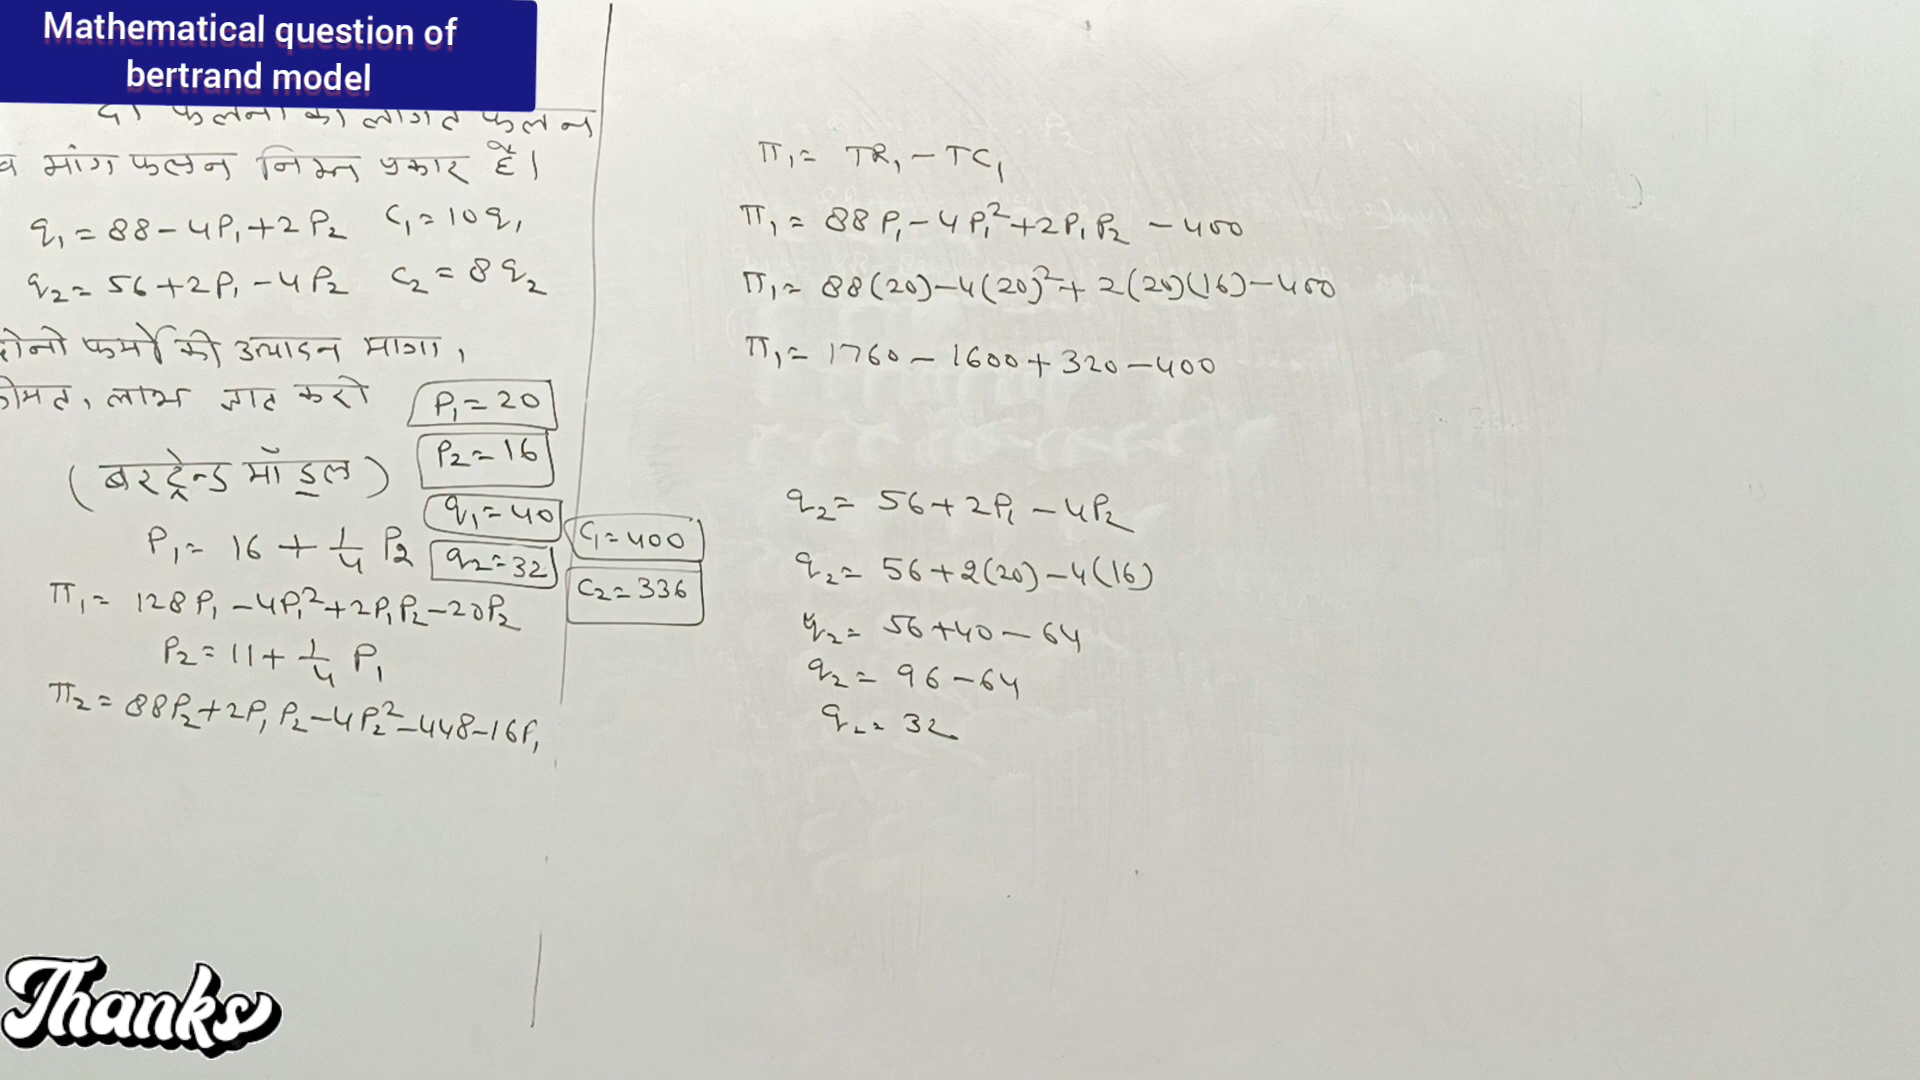 Mathematical question of
bertrand model
दो फलनो का लागत फलन
व मांग फलन निम्न प्रकार है।
q₁ = 88 - 4P₁ + 2P₂ C₁ = 10q₁
q₂ = 56 + 2P₁ - 4P₂ C₂ = 8q₂
दोनो फर्मो की उत्पादन मात्रा,
कीमत, लाभ ज्ञात करो
P₁ = 20
P₂ = 16
(बरट्रेन्ड मॉडल)
q₁ = 40
C₁ = 400
P₁ = 16 + 1/4 P₂
q₂ = 32
C₂ = 336
π₁ = 128P₁ - 4P₁² + 2P₁P₂ - 20P₂
P₂ = 11 + 1/4 P₁
π₂ = 88P₂ + 2P₁P₂ - 4P₂² - 448 - 16P₁
π₁ = TR₁ - TC₁
π₁ = 88P₁ - 4P₁² + 2P₁P₂ - 400
π₁ = 88(20) - 4(20)² + 2(20)(16) - 400
π₁ = 1760 - 1600 + 320 - 400
q₂ = 56 + 2P₁ - 4P₂
q₂ = 56 + 2(20) - 4(16)
q₂ = 56 + 40 - 64
q₂ = 96 - 64
q₂ = 32
Thanks